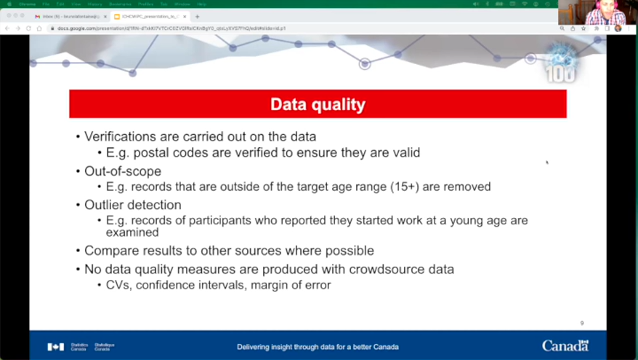 100
Data quality
• Verifications are carried out on the data
• E.g. postal codes are verified to ensure they are valid
• Out-of-scope
• E.g. records that are outside of the target age range (15+) are removed
• Outlier detection
• E.g. records of participants who reported they started work at a young age are
examined
• Compare results to other sources where possible
• No data quality measures are produced with crowdsource data
• CVs, confidence intervals, margin of error
9
Statistics
Canada
Statistique
Canada
Delivering insight through data for a better Canada
Canada